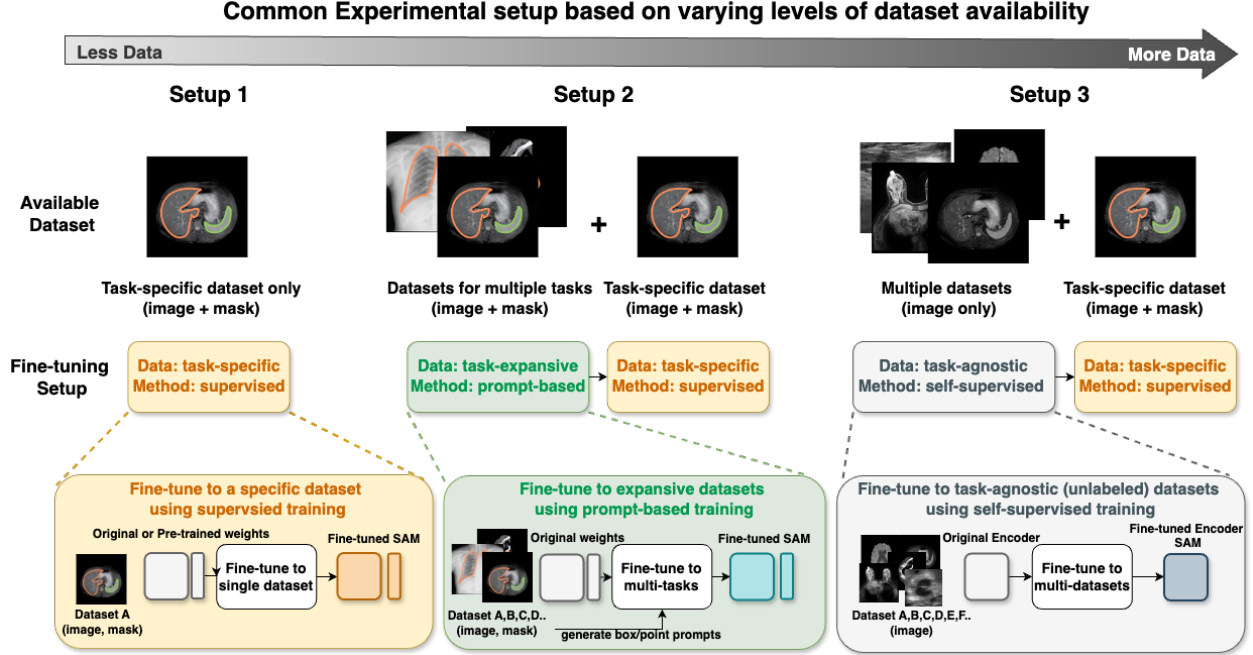 Common Experimental setup based on varying levels of dataset availability
Less Data
More Data
Setup 1
Setup 2
Setup 3
Available
Dataset
+
+
Task-specific dataset only
(image + mask)
Datasets for multiple tasks
(image + mask)
Task-specific dataset
(image + mask)
Multiple datasets
(image only)
Task-specific dataset
(image + mask)
Fine-tuning
Setup
Data: task-specific
Method: supervised
Data: task-expansive
Method: prompt-based
Data: task-specific
Method: supervised
Data: task-agnostic
Method: self-supervised
Data: task-specific
Method: supervised
Fine-tune to a specific dataset
using supervsied training
Original or Pre-trained weights
Fine-tuned SAM
Fine-tune to
single dataset
Dataset A
(image, mask)
Fine-tune to expansive datasets
using prompt-based training
Original weights
Fine-tuned SAM
Fine-tune to
multi-tasks
Dataset A,B,C,D..
(image, mask)
generate box/point prompts
Fine-tune to task-agnostic (unlabeled) datasets
using self-supervised training
Original Encoder
Fine-tuned Encoder
SAM
Fine-tune to
multi-datasets
Dataset A,B,C,D,E,F..
(image)